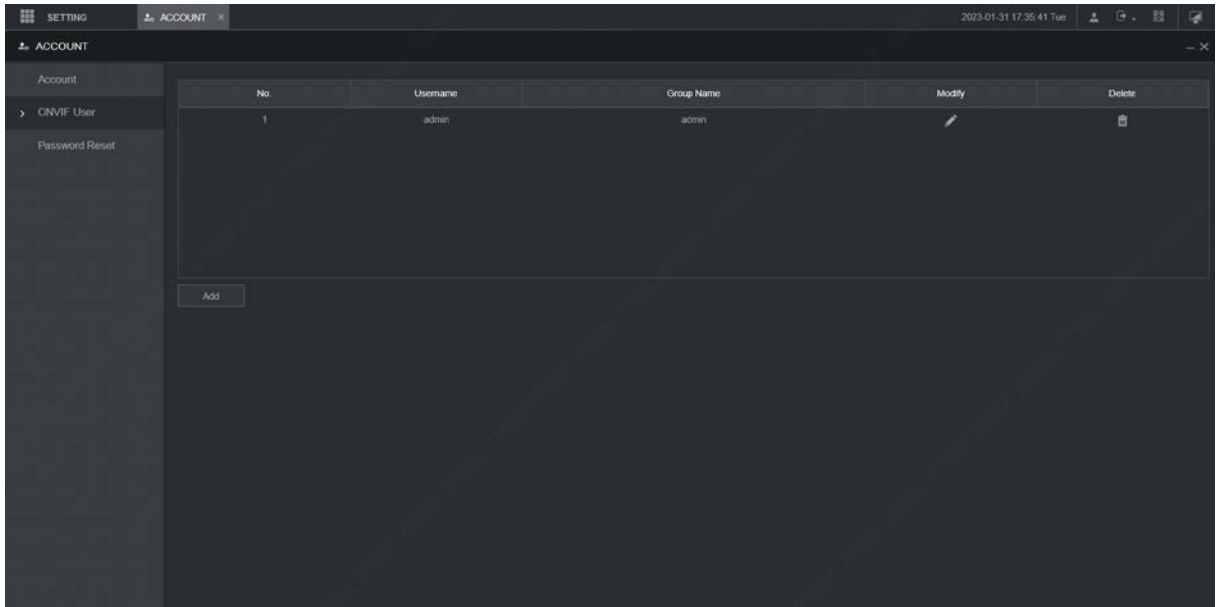 SETTING ACCOUNT × 2023-01-31 17:35:41 Tue
ACCOUNT
Account
No. Username Group Name Modify Delete
ONVIF User
1 admin admin
Password Reset
Add